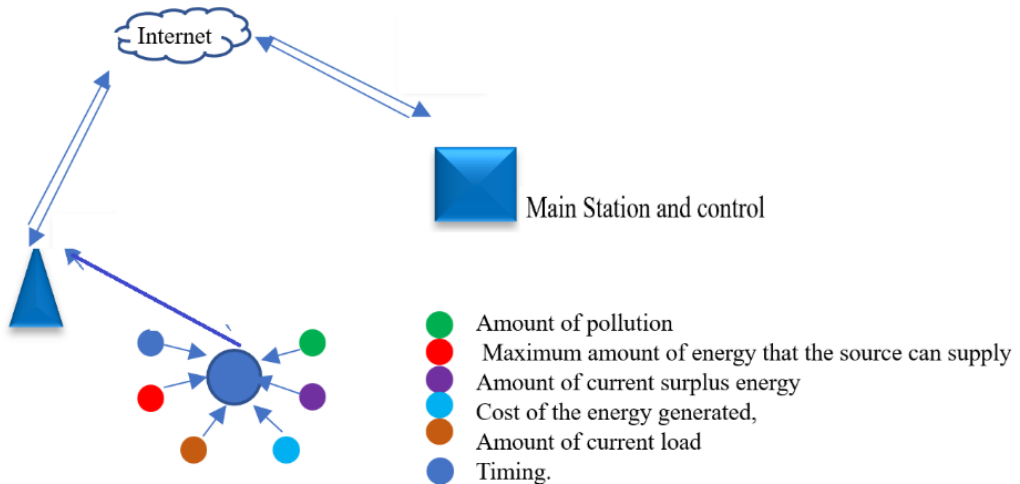 Internet
Main Station and control
Amount of pollution
Maximum amount of energy that the source can supply
Amount of current surplus energy
Cost of the energy generated,
Amount of current load
Timing.